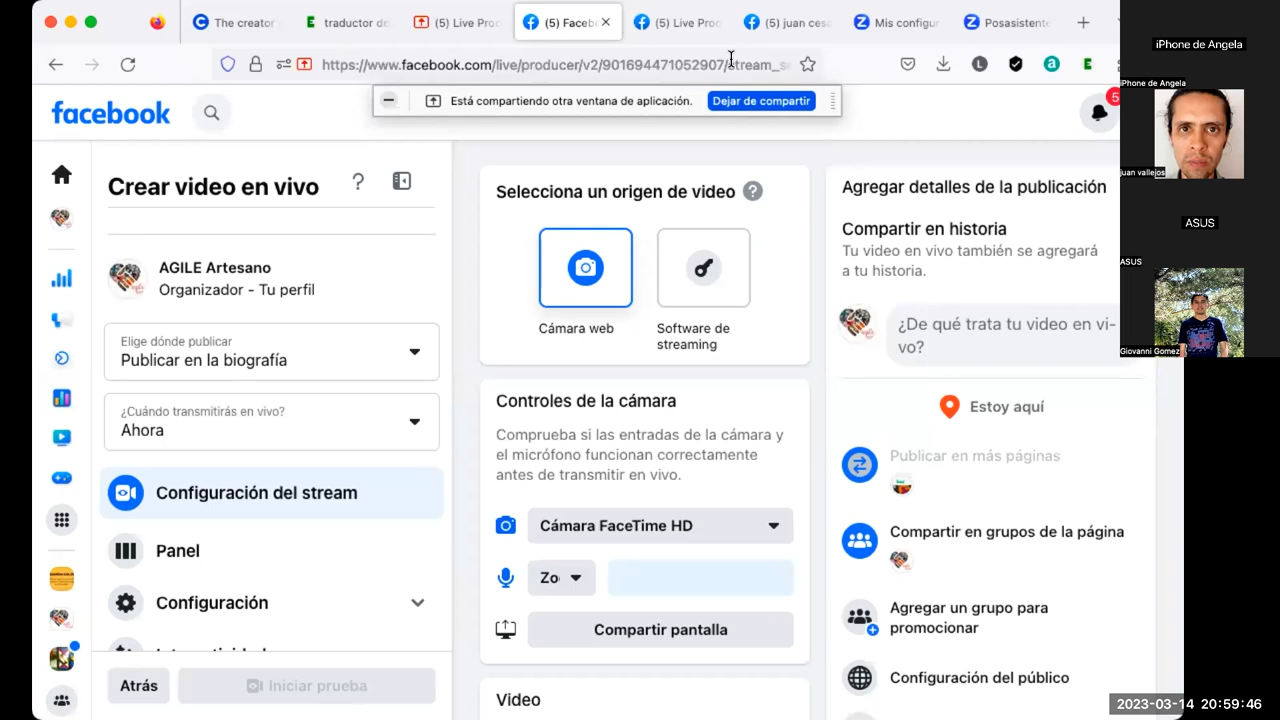 The creator
traductor de
(5) Live Proc
(5) Faceb
(5) Live Proc
(5) juan cesa
Mis configur
Posasistente
https://www.facebook.com/live/producer/v2/901694471052907/stream_se
Está compartiendo otra ventana de aplicación.
Dejar de compartir
facebook
5
Crear video en vivo
AGILE Artesano
Organizador - Tu perfil
Elige dónde publicar
Publicar en la biografía
¿Cuándo transmitirás en vivo?
Ahora
Configuración del stream
Panel
Configuración
Atrás
Iniciar prueba
Selecciona un origen de video
Cámara web
Software de
streaming
Controles de la cámara
Comprueba si las entradas de la cámara y
el micrófono funcionan correctamente
antes de transmitir en vivo.
Cámara FaceTime HD
Zo
Compartir pantalla
Video
Agregar detalles de la publicación
Compartir en historia
Tu video en vivo también se agregará
a tu historia.
¿De qué trata tu video en vi-
vo?
Estoy aquí
Publicar en más páginas
Compartir en grupos de la página
Agregar un grupo para
promocionar
Configuración del público
iPhone de Angela
iPhone de Angela
juan vallejos
ASUS
ASUS
Giovanni Gomez
2023-03-14 20:59:46